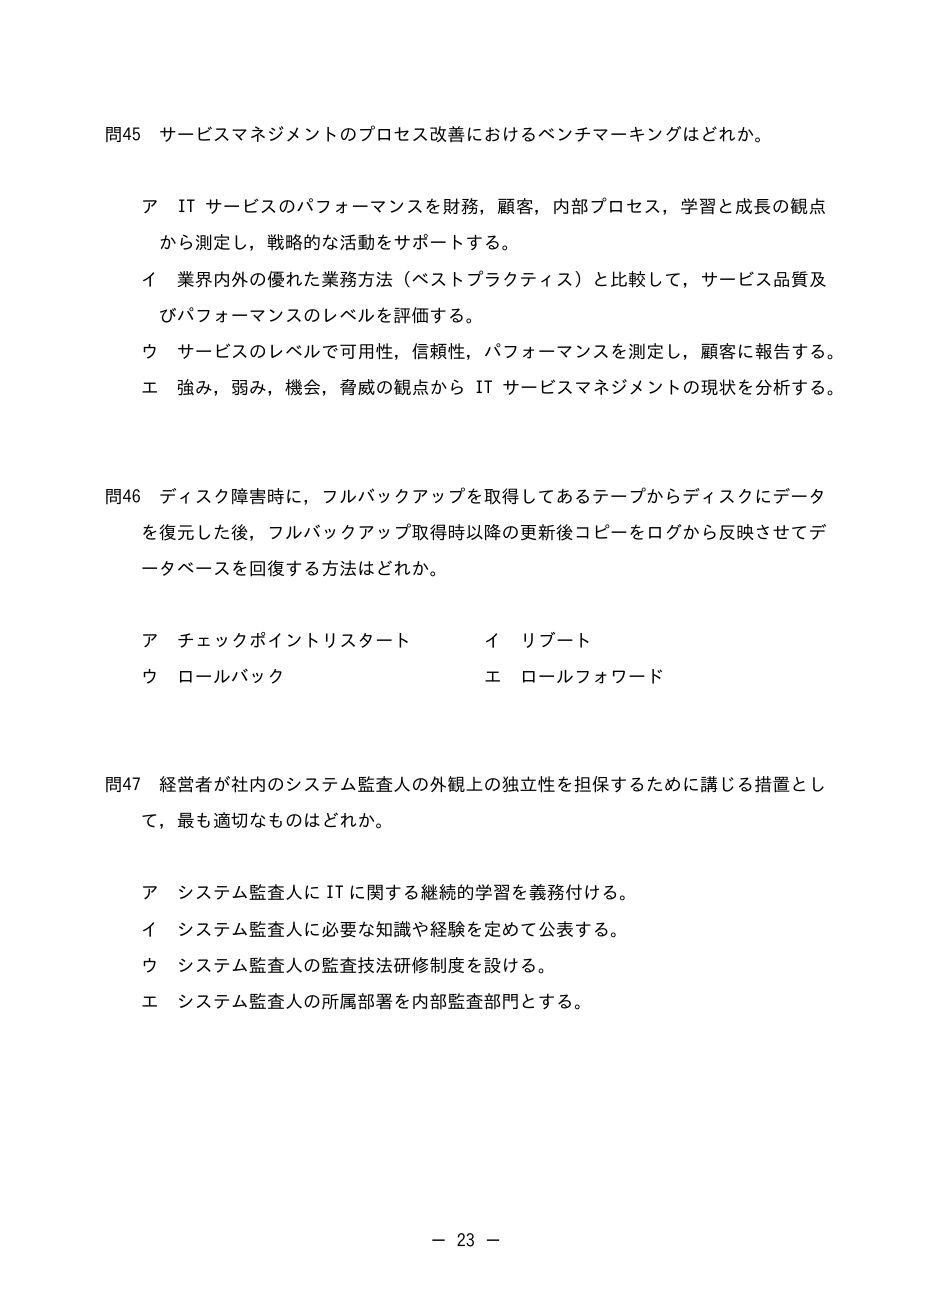 問45　サービスマネジメントのプロセス改善におけるベンチマーキングはどれか。
ア　IT サービスのパフォーマンスを財務，顧客，内部プロセス，学習と成長の観点
から測定し，戦略的な活動をサポートする。
イ　業界内外の優れた業務方法（ベストプラクティス）と比較して，サービス品質及
びパフォーマンスのレベルを評価する。
ウ　サービスのレベルで可用性，信頼性，パフォーマンスを測定し，顧客に報告する。
エ　強み，弱み，機会，脅威の観点から IT サービスマネジメントの現状を分析する。
問46　ディスク障害時に，フルバックアップを取得してあるテープからディスクにデータ
を復元した後，フルバックアップ取得時以降の更新後コピーをログから反映させてデ
ータベースを回復する方法はどれか。
ア　チェックポイントリスタート　　　　イ　リブート
ウ　ロールバック　　　　エ　ロールフォワード
問47　経営者が社内のシステム監査人の外観上の独立性を担保するために講じる措置とし
て，最も適切なものはどれか。
ア　システム監査人に IT に関する継続的学習を義務付ける。
イ　システム監査人に必要な知識や経験を定めて公表する。
ウ　システム監査人の監査技法研修制度を設ける。
エ　システム監査人の所属部署を内部監査部門とする。
－ 23 －